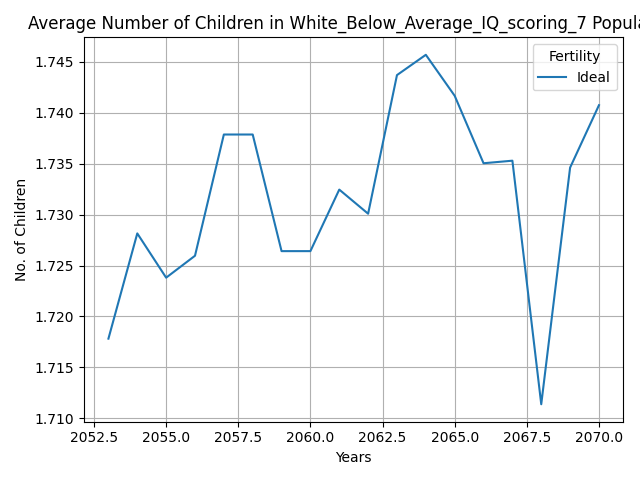 Average Number of Children in White_Below_Average_IQ_scoring_7 Popula
1.745
1.740
1.735
1.730
1.725
1.720
1.715
1.710
No. of Children
Fertility
Ideal
2052.5 2055.0 2057.5 2060.0 2062.5 2065.0 2067.5 2070.0
Years